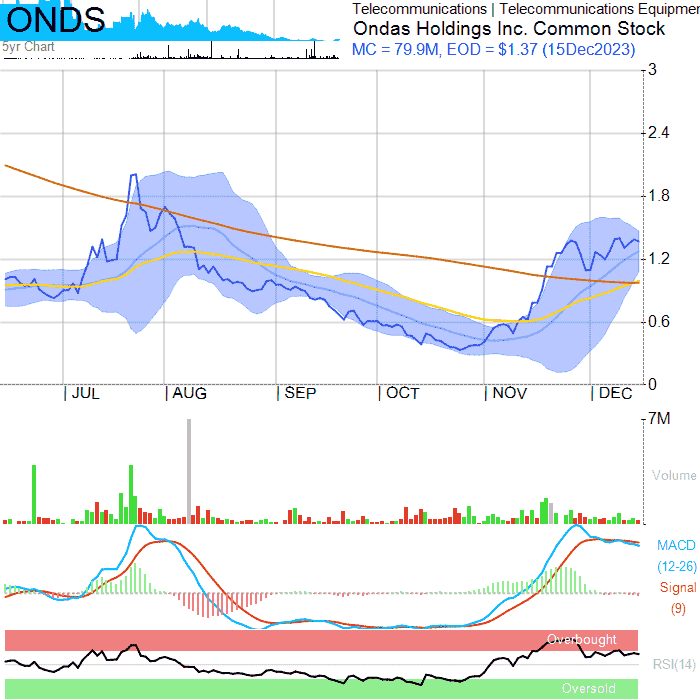 ONDS
Telecommunications | Telecommunications Equipmen
5yr Chart
Ondas Holdings Inc. Common Stock
MC = 79.9M, EOD = $1.37 (15Dec2023)
3
2.4
1.8
1.2
0.6
0
JUL
AUG
SEP
OCT
NOV
DEC
7M
Volume
MACD
(12-26)
Signal
(9)
Overbought
RSI(14)
Oversold